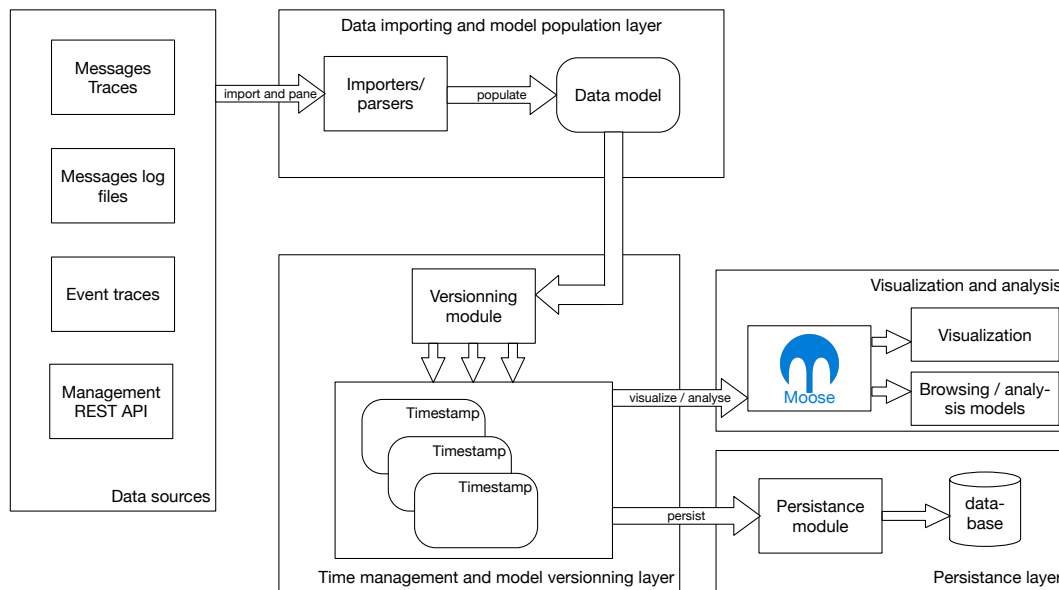 Data importing and model population layer
Messages
Traces
import and pane
Importers/
parsers
populate
Data model
Messages log
files
Event traces
Management
REST API
Data sources
Versionning
module
Timestamp
Timestamp
Timestamp
Time management and model versionning layer
visualize / analyse
persist
Visualization and analysis
Moose
Visualization
Browsing / analy-
sis models
Persistance
module
data-
base
Persistance layer